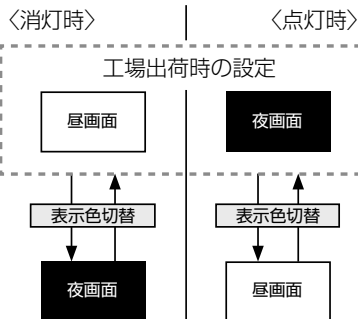 〈消灯時〉 〈点灯時〉
工場出荷時の設定
昼画面 夜画面
表示色切替 表示色切替
夜画面 昼画面